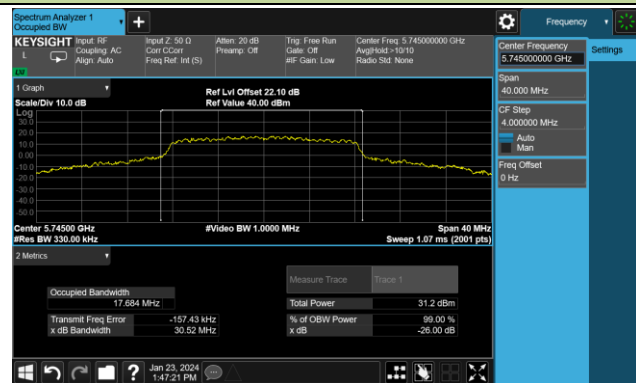 Spectrum Analyzer 1
Occupied BW
Frequency
KEYSIGHT
L
Input: RF
Coupling: AC
Align: Auto
Input Z: 50 Ω
Corr CCorr
Freq Ref: Int (S)
Atten: 20 dB
Preamp: Off
Trig: Free Run
Gate: Off
#IF Gain: Low
Center Freq: 5.745000000 GHz
Avg|Hold:>10/10
Radio Std: None
Center Frequency
5.745000000 GHz
Settings
Span
40.000 MHz
CF Step
4.000000 MHz
Auto
Man
Freq Offset
0 Hz
1 Graph
Scale/Div 10.0 dB
Ref Lvl Offset 22.10 dB
Ref Value 40.00 dBm
Log
30.0
20.0
10.0
0.00
-10.0
-20.0
-30.0
-40.0
-50.0
Center 5.74500 GHz
#Video BW 1.0000 MHz
Span 40 MHz
#Res BW 330.00 kHz
Sweep 1.07 ms (2001 pts)
2 Metrics
Measure Trace
Trace 1
Occupied Bandwidth
17.684 MHz
Total Power
31.2 dBm
Transmit Freq Error
-157.43 kHz
% of OBW Power
99.00 %
x dB Bandwidth
30.52 MHz
x dB
-26.00 dB
Jan 23, 2024
1:47:21 PM